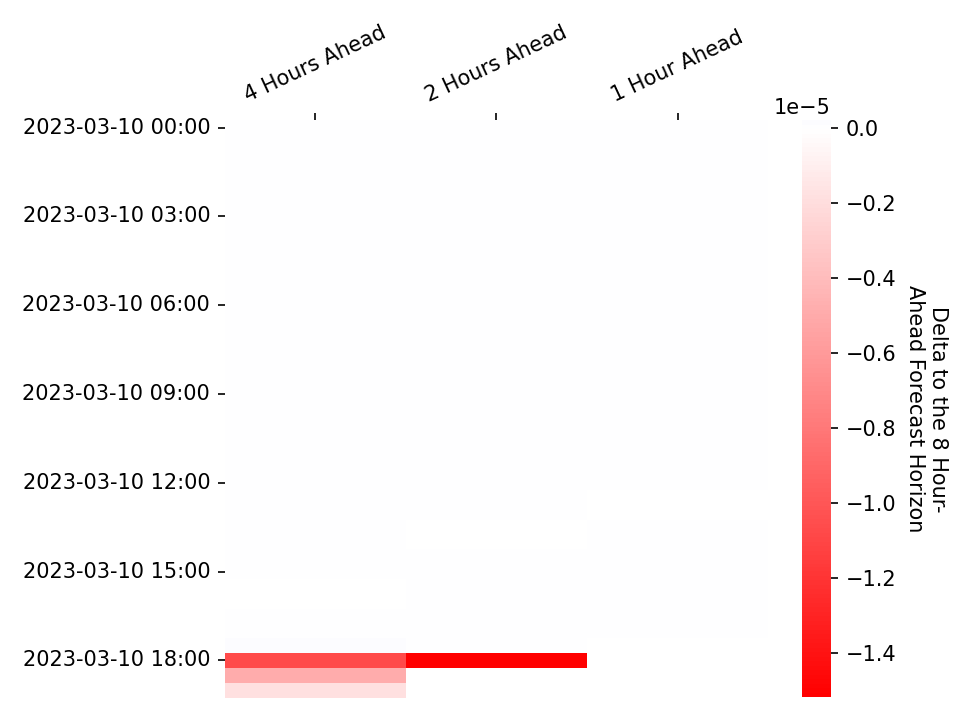 4 Hours Ahead
2 Hours Ahead
1 Hour Ahead
1e−5
2023-03-10 00:00
2023-03-10 03:00
2023-03-10 06:00
2023-03-10 09:00
2023-03-10 12:00
2023-03-10 15:00
2023-03-10 18:00
0.0
−0.2
−0.4
−0.6
−0.8
−1.0
−1.2
−1.4
Delta to the 8 Hour-
Ahead Forecast Horizon